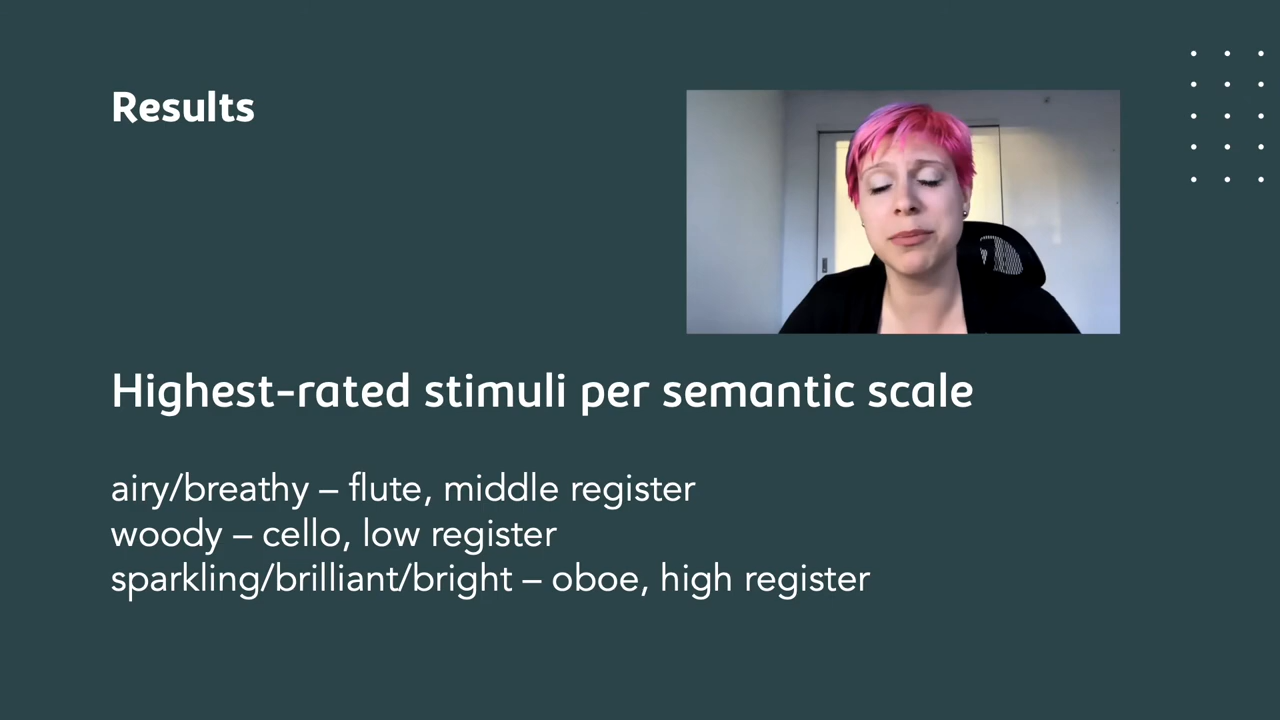 Results
Highest-rated stimuli per semantic scale
airy/breathy – flute, middle register
woody – cello, low register
sparkling/brilliant/bright – oboe, high register